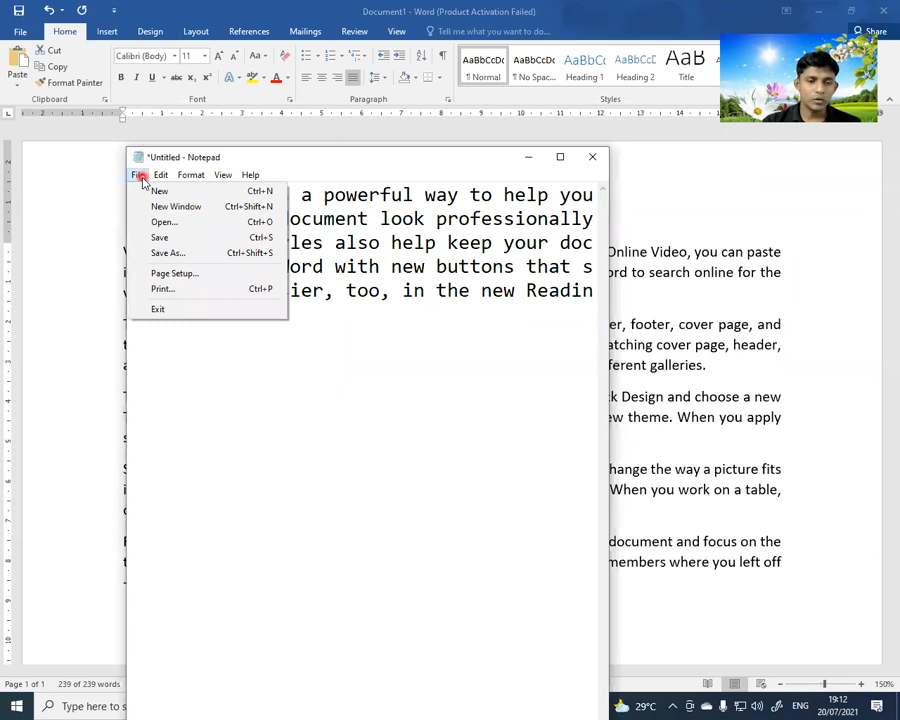 Document1 - Word (Product Activation Failed)
File Home Insert Design Layout References Mailings Review View Tell me what you want to do... Share
Paste
Cut
Copy
Format Painter
Calibri (Body) 11
AaBbCcDc AaBbCcDc AaBbCc AaBbCcD AaB
¶ Normal ¶ No Spac... Heading 1 Heading 2 Title
Clipboard Font Paragraph Styles
*Untitled - Notepad
File Edit Format View Help
New Ctrl+N
New Window Ctrl+Shift+N
Open... Ctrl+O
Save Ctrl+S
Save As... Ctrl+Shift+S
Page Setup...
Print... Ctrl+P
Exit
a powerful way to help you
ocument look professionally
les also help keep your doc
ord with new buttons that s
ier, too, in the new Readin
Online Video, you can paste
rd to search online for the
er, footer, cover page, and
atching cover page, header,
ferent galleries.
k Design and choose a new
ew theme. When you apply
hange the way a picture fits
When you work on a table,
document and focus on the
members where you left off
Page 1 of 1 239 of 239 words 150%
Type here to s
29°C ENG
19:12
20/07/2021